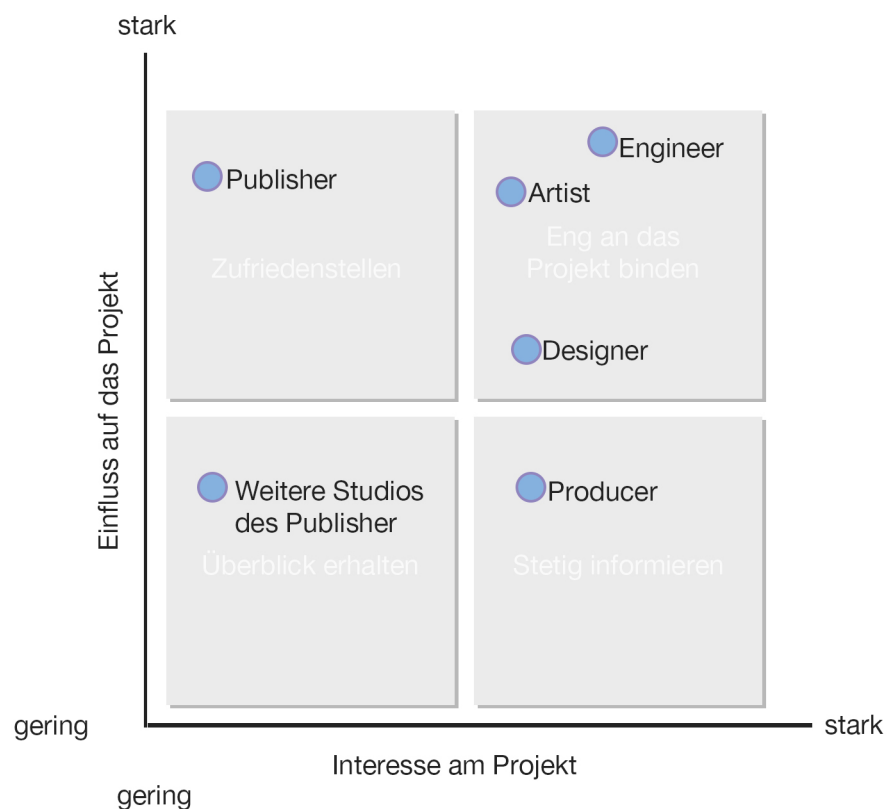 stark
Engineer
Publisher
Artist
Eng an das
Projekt binden
Zufriedenstellen
Designer
Einfluss auf das Projekt
Weitere Studios
des Publisher
Producer
Überblick erhalten
Stetig informieren
gering
stark
Interesse am Projekt
gering